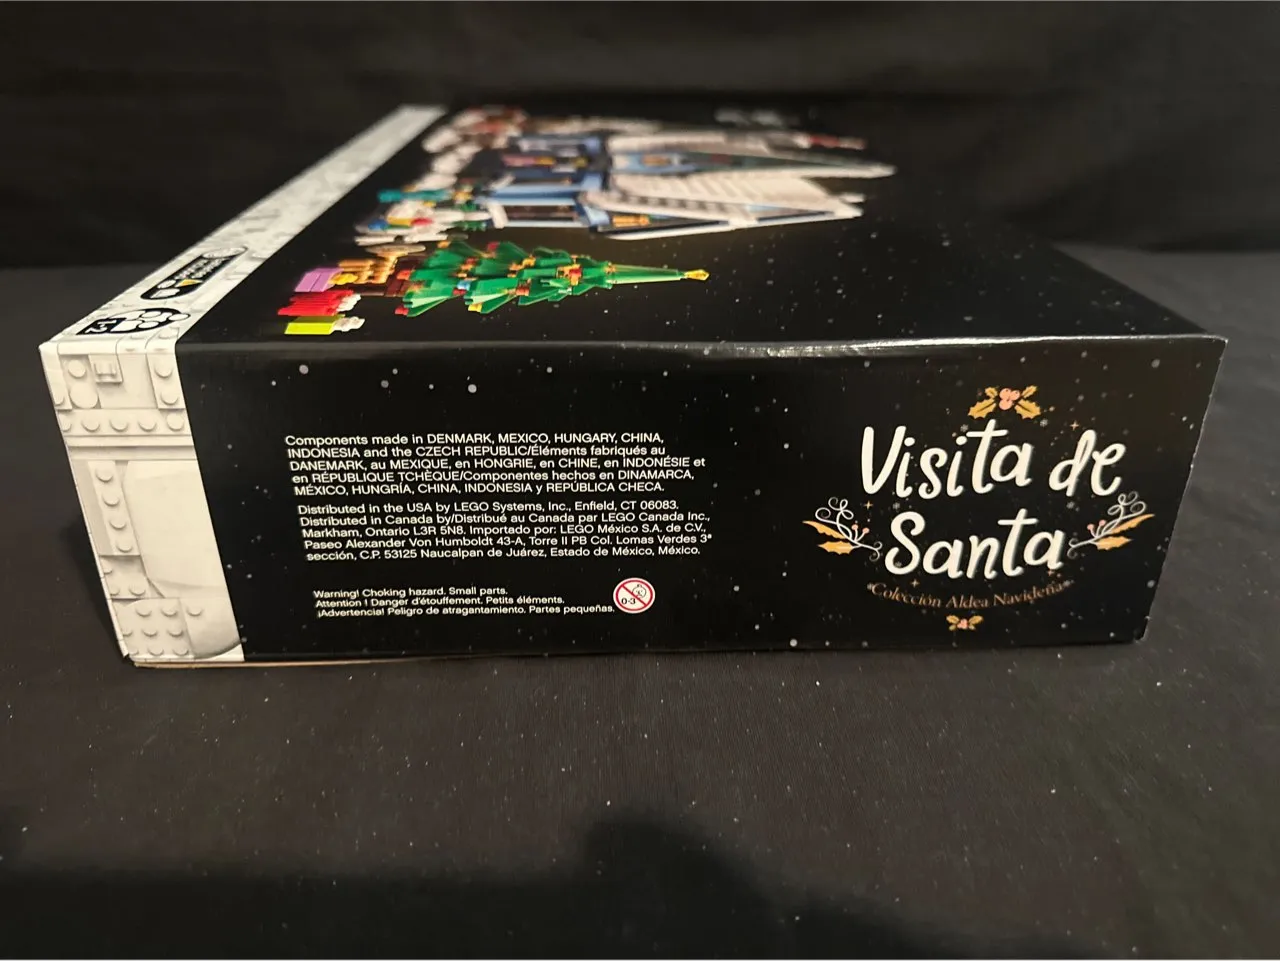 Components made in DENMARK, MEXICO, HUNGARY, CHINA,
INDONESIA and the CZECH REPUBLIC/Éléments fabriqués au
DANEMARK, au MEXIQUE, en HONGRIE, en CHINE, en INDONÉSIE et
en RÉPUBLIQUE TCHÈQUE/Componentes hechos en DINAMARCA,
MÉXICO, HUNGRÍA, CHINA, INDONESIA y REPÚBLICA CHECA.
Distributed in the USA by LEGO Systems, Inc., Enfield, CT 06083.
Distributed in Canada by/Distribué au Canada par LEGO Canada Inc.,
Markham, Ontario L3R 5N8. Importado por: LEGO México S.A. de C.V.,
Paseo Alexander Von Humboldt 43-A, Torre II PB Col. Lomas Verdes 3ª
sección, C.P. 53125 Naucalpan de Juárez, Estado de México, México.
Warning! Choking hazard. Small parts.
Attention ! Danger d'étouffement. Petits éléments.
¡Advertencia! Peligro de atragantamiento. Partes pequeñas.
0-3
Visita de
Santa
"Colección Aldea Navideña"